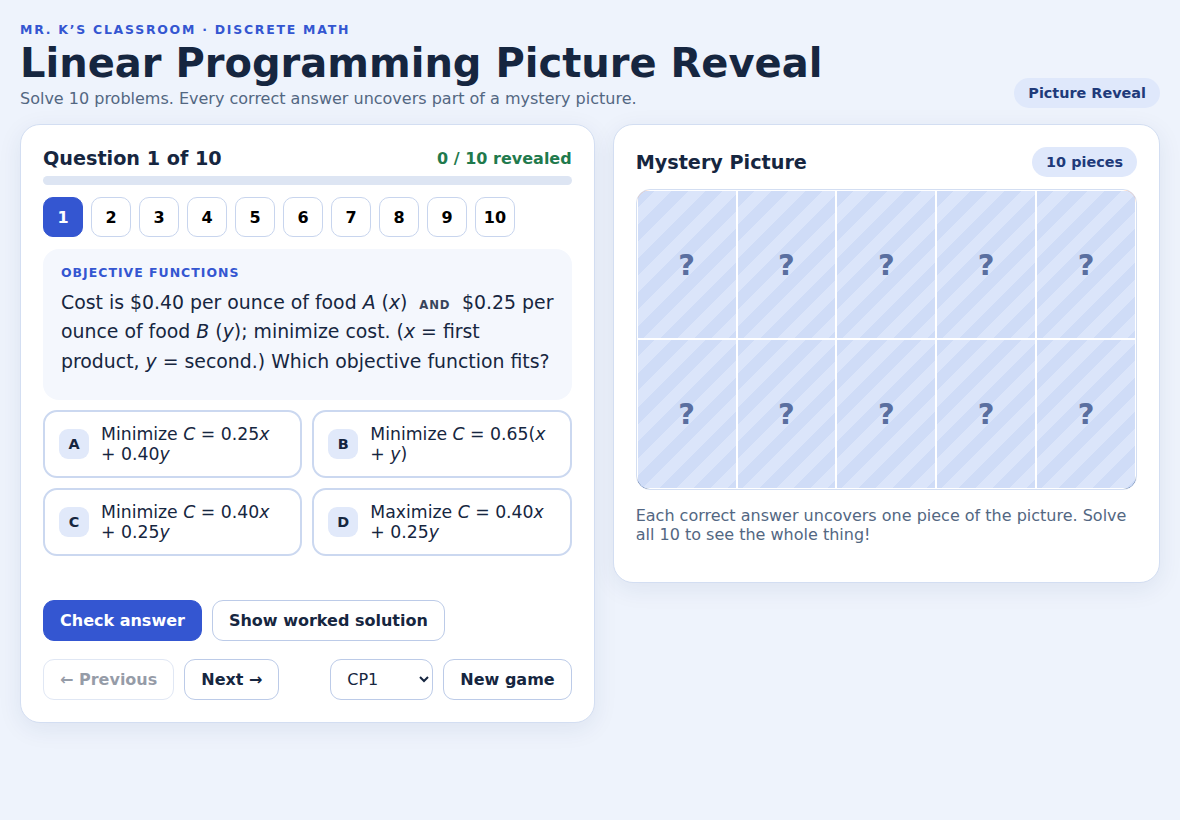 MR. K’S CLASSROOM · DISCRETE MATH
Linear Programming Picture Reveal
Solve 10 problems. Every correct answer uncovers part of a mystery picture.
Picture Reveal
Question 1 of 10
0 / 10 revealed
1 2 3 4 5 6 7 8 9 10
OBJECTIVE FUNCTIONS
Cost is $0.40 per ounce of food A (x) AND $0.25 per
ounce of food B (y); minimize cost. (x = first
product, y = second.) Which objective function fits?
A
Minimize C = 0.25x
+ 0.40y
B
Minimize C = 0.65(x
+ y)
C
Minimize C = 0.40x
+ 0.25y
D
Maximize C = 0.40x
+ 0.25y
Check answer
Show worked solution
← Previous
Next →
CP1
New game
Mystery Picture
10 pieces
? ? ? ? ?
? ? ? ? ?
Each correct answer uncovers one piece of the picture. Solve
all 10 to see the whole thing!